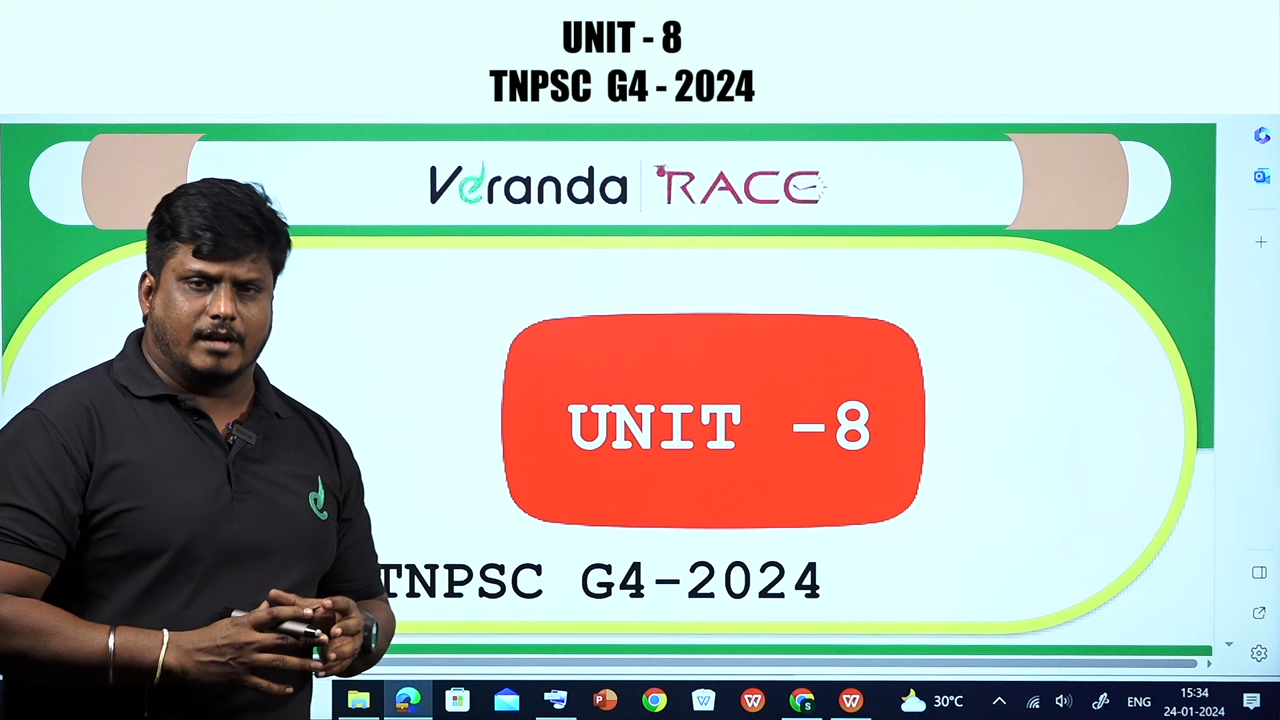 UNIT - 8
TNPSC G4 - 2024
Veranda RACE
UNIT -8
TNPSC G4-2024
30°C
ENG
15:34
24-01-2024